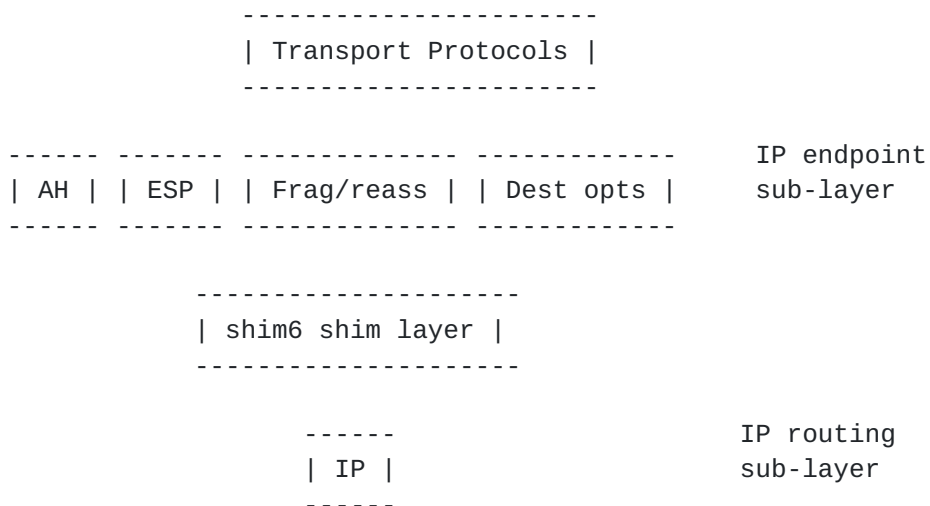 -----------------------
| Transport Protocols |
-----------------------
------ ------- -------------- ------------- IP endpoint
| AH | | ESP | | Frag/reass | | Dest opts | sub-layer
------ ------- -------------- -------------
---------------------
| shim6 shim layer |
---------------------
------ IP routing
| IP | sub-layer
------